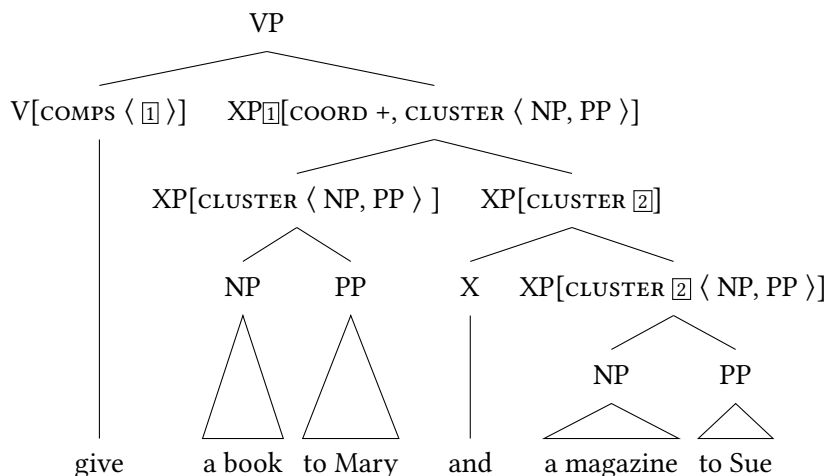 VP
V[COMPS ⟨ 1 ⟩] XP1[COORD +, CLUSTER ⟨ NP, PP ⟩]
XP[CLUSTER ⟨ NP, PP ⟩ ] XP[CLUSTER 2]
NP PP X XP[CLUSTER 2 ⟨ NP, PP ⟩]
NP PP
give a book to Mary and a magazine to Sue